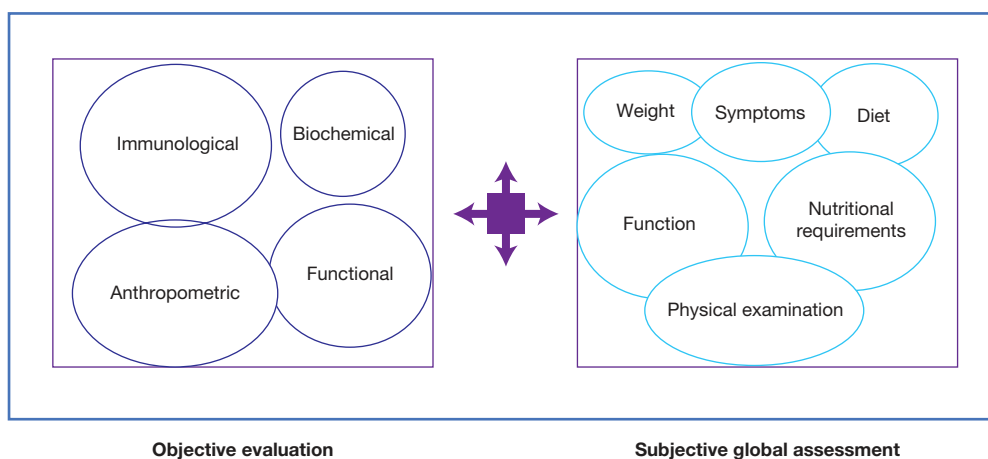 Immunological
Biochemical
Anthropometric
Functional
Weight
Symptoms
Diet
Function
Nutritional
requirements
Physical examination
Objective evaluation
Subjective global assessment